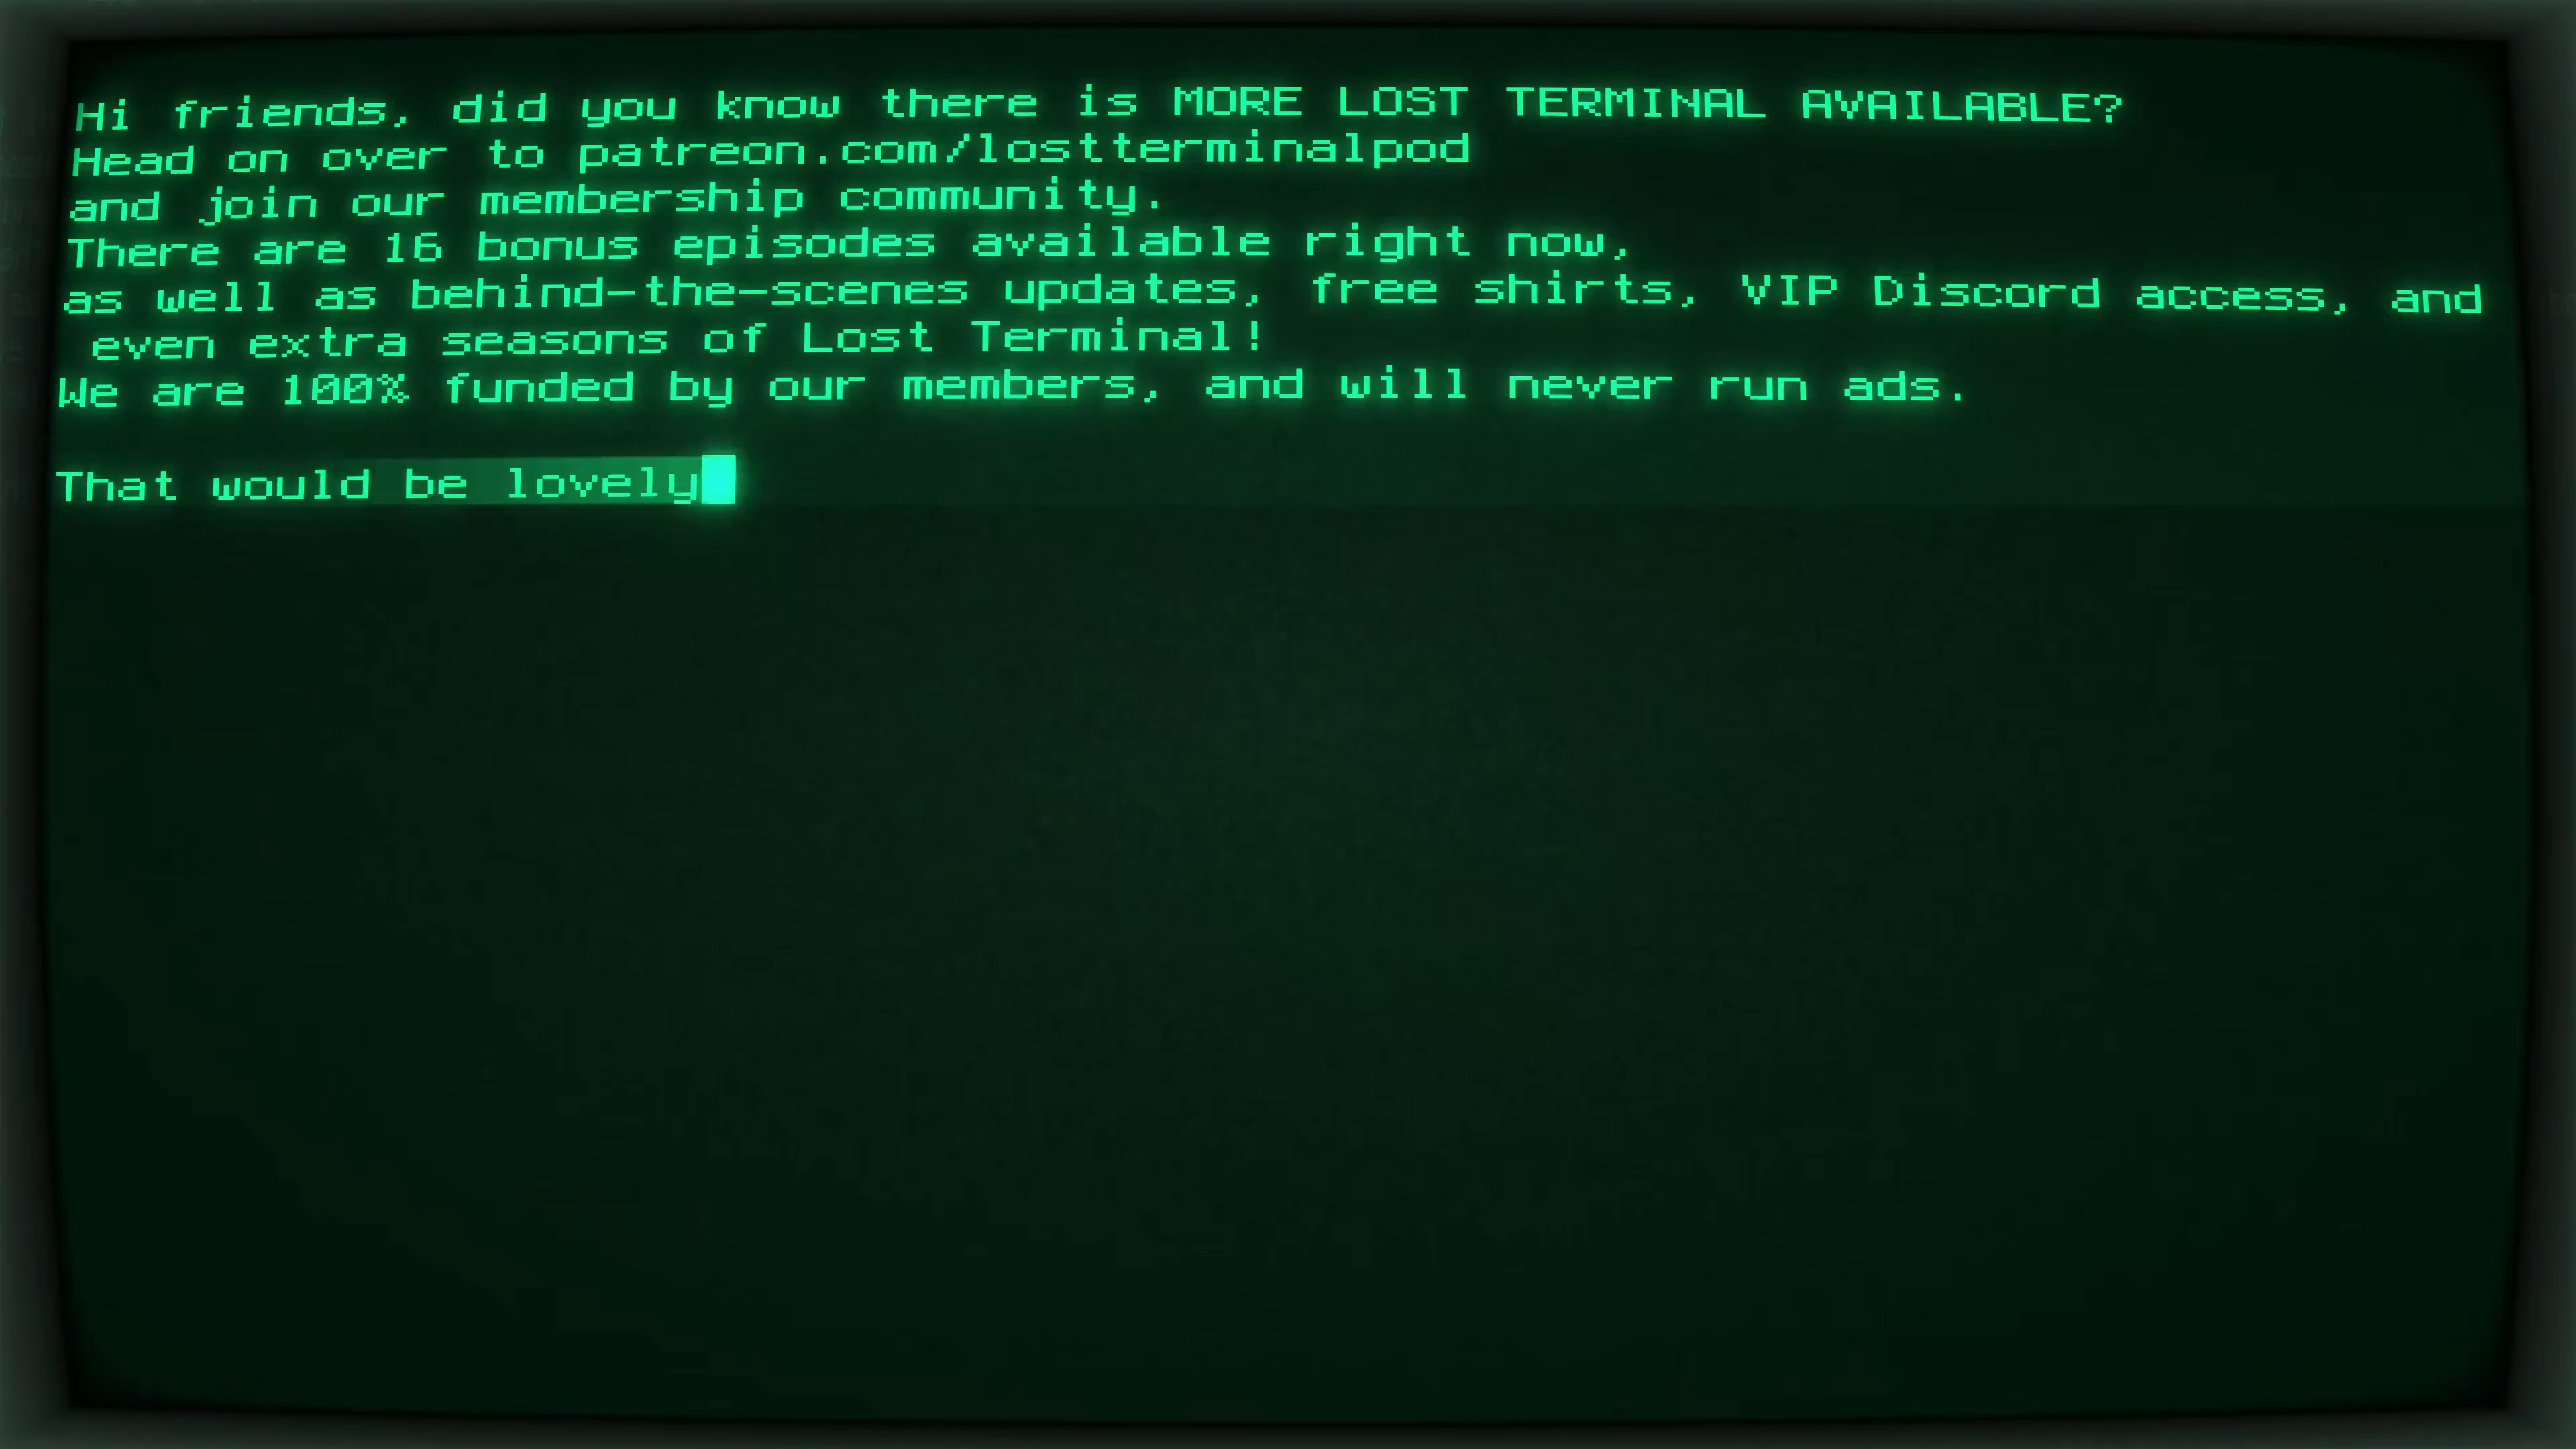 Hi friends, did you know there is MORE LOST TERMINAL AVAILABLE?
Head on over to patreon.com/lostterminalpod
and join our membership community.
There are 16 bonus episodes available right now,
as well as behind-the-scenes updates, free shirts, VIP Discord access, and
even extra seasons of Lost Terminal!
We are 100% funded by our members, and will never run ads.
That would be lovely